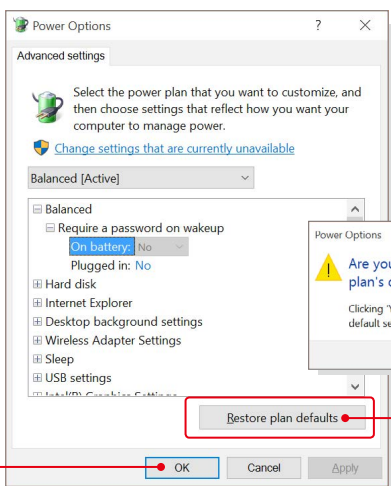 Power Options
Advanced settings
Select the power plan that you want to customize, and
then choose settings that reflect how you want your
computer to manage power.
Change settings that are currently unavailable
Balanced [Active]
Balanced
Require a password on wakeup
On battery: No
Plugged in: No
Hard disk
Internet Explorer
Desktop background settings
Wireless Adapter Settings
Sleep
USB settings
Intel(R) Graphics Settings
Restore plan defaults
OK
Cancel
Apply
Power Options
Are you
plan's
Clicking
default